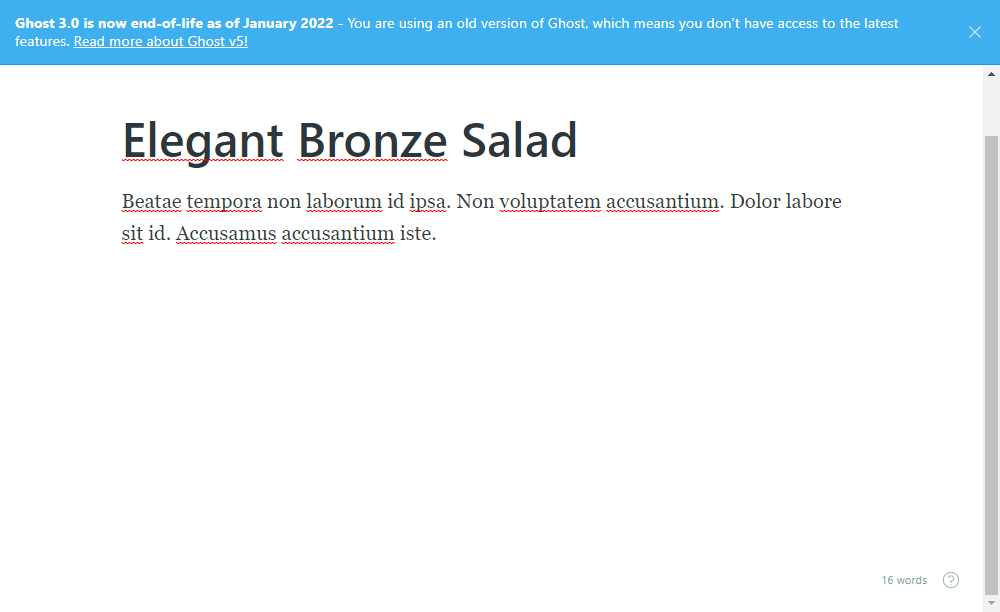 Ghost 3.0 is now end-of-life as of January 2022 - You are using an old version of Ghost, which means you don't have access to the latest
features. Read more about Ghost v5!
Elegant Bronze Salad
Beatae tempora non laborum id ipsa. Non voluptatem accusantium. Dolor labore
sit id. Accusamus accusantium iste.
16 words
?